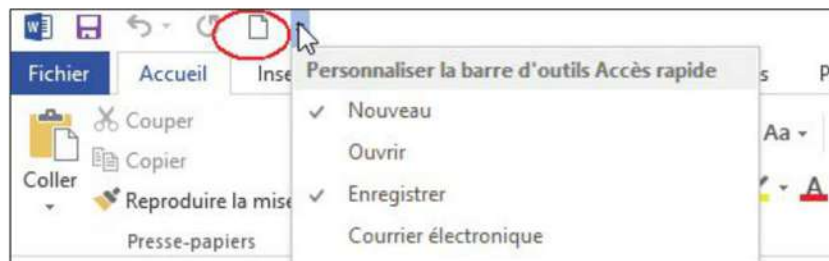 Fichier Accueil Inse
Personnaliser la barre d'outils Accès rapide
Nouveau
Ouvrir
Enregistrer
Courrier électronique
Couper
Copier
Coller
Reproduire la mise
Presse-papiers
s P
Aa
A